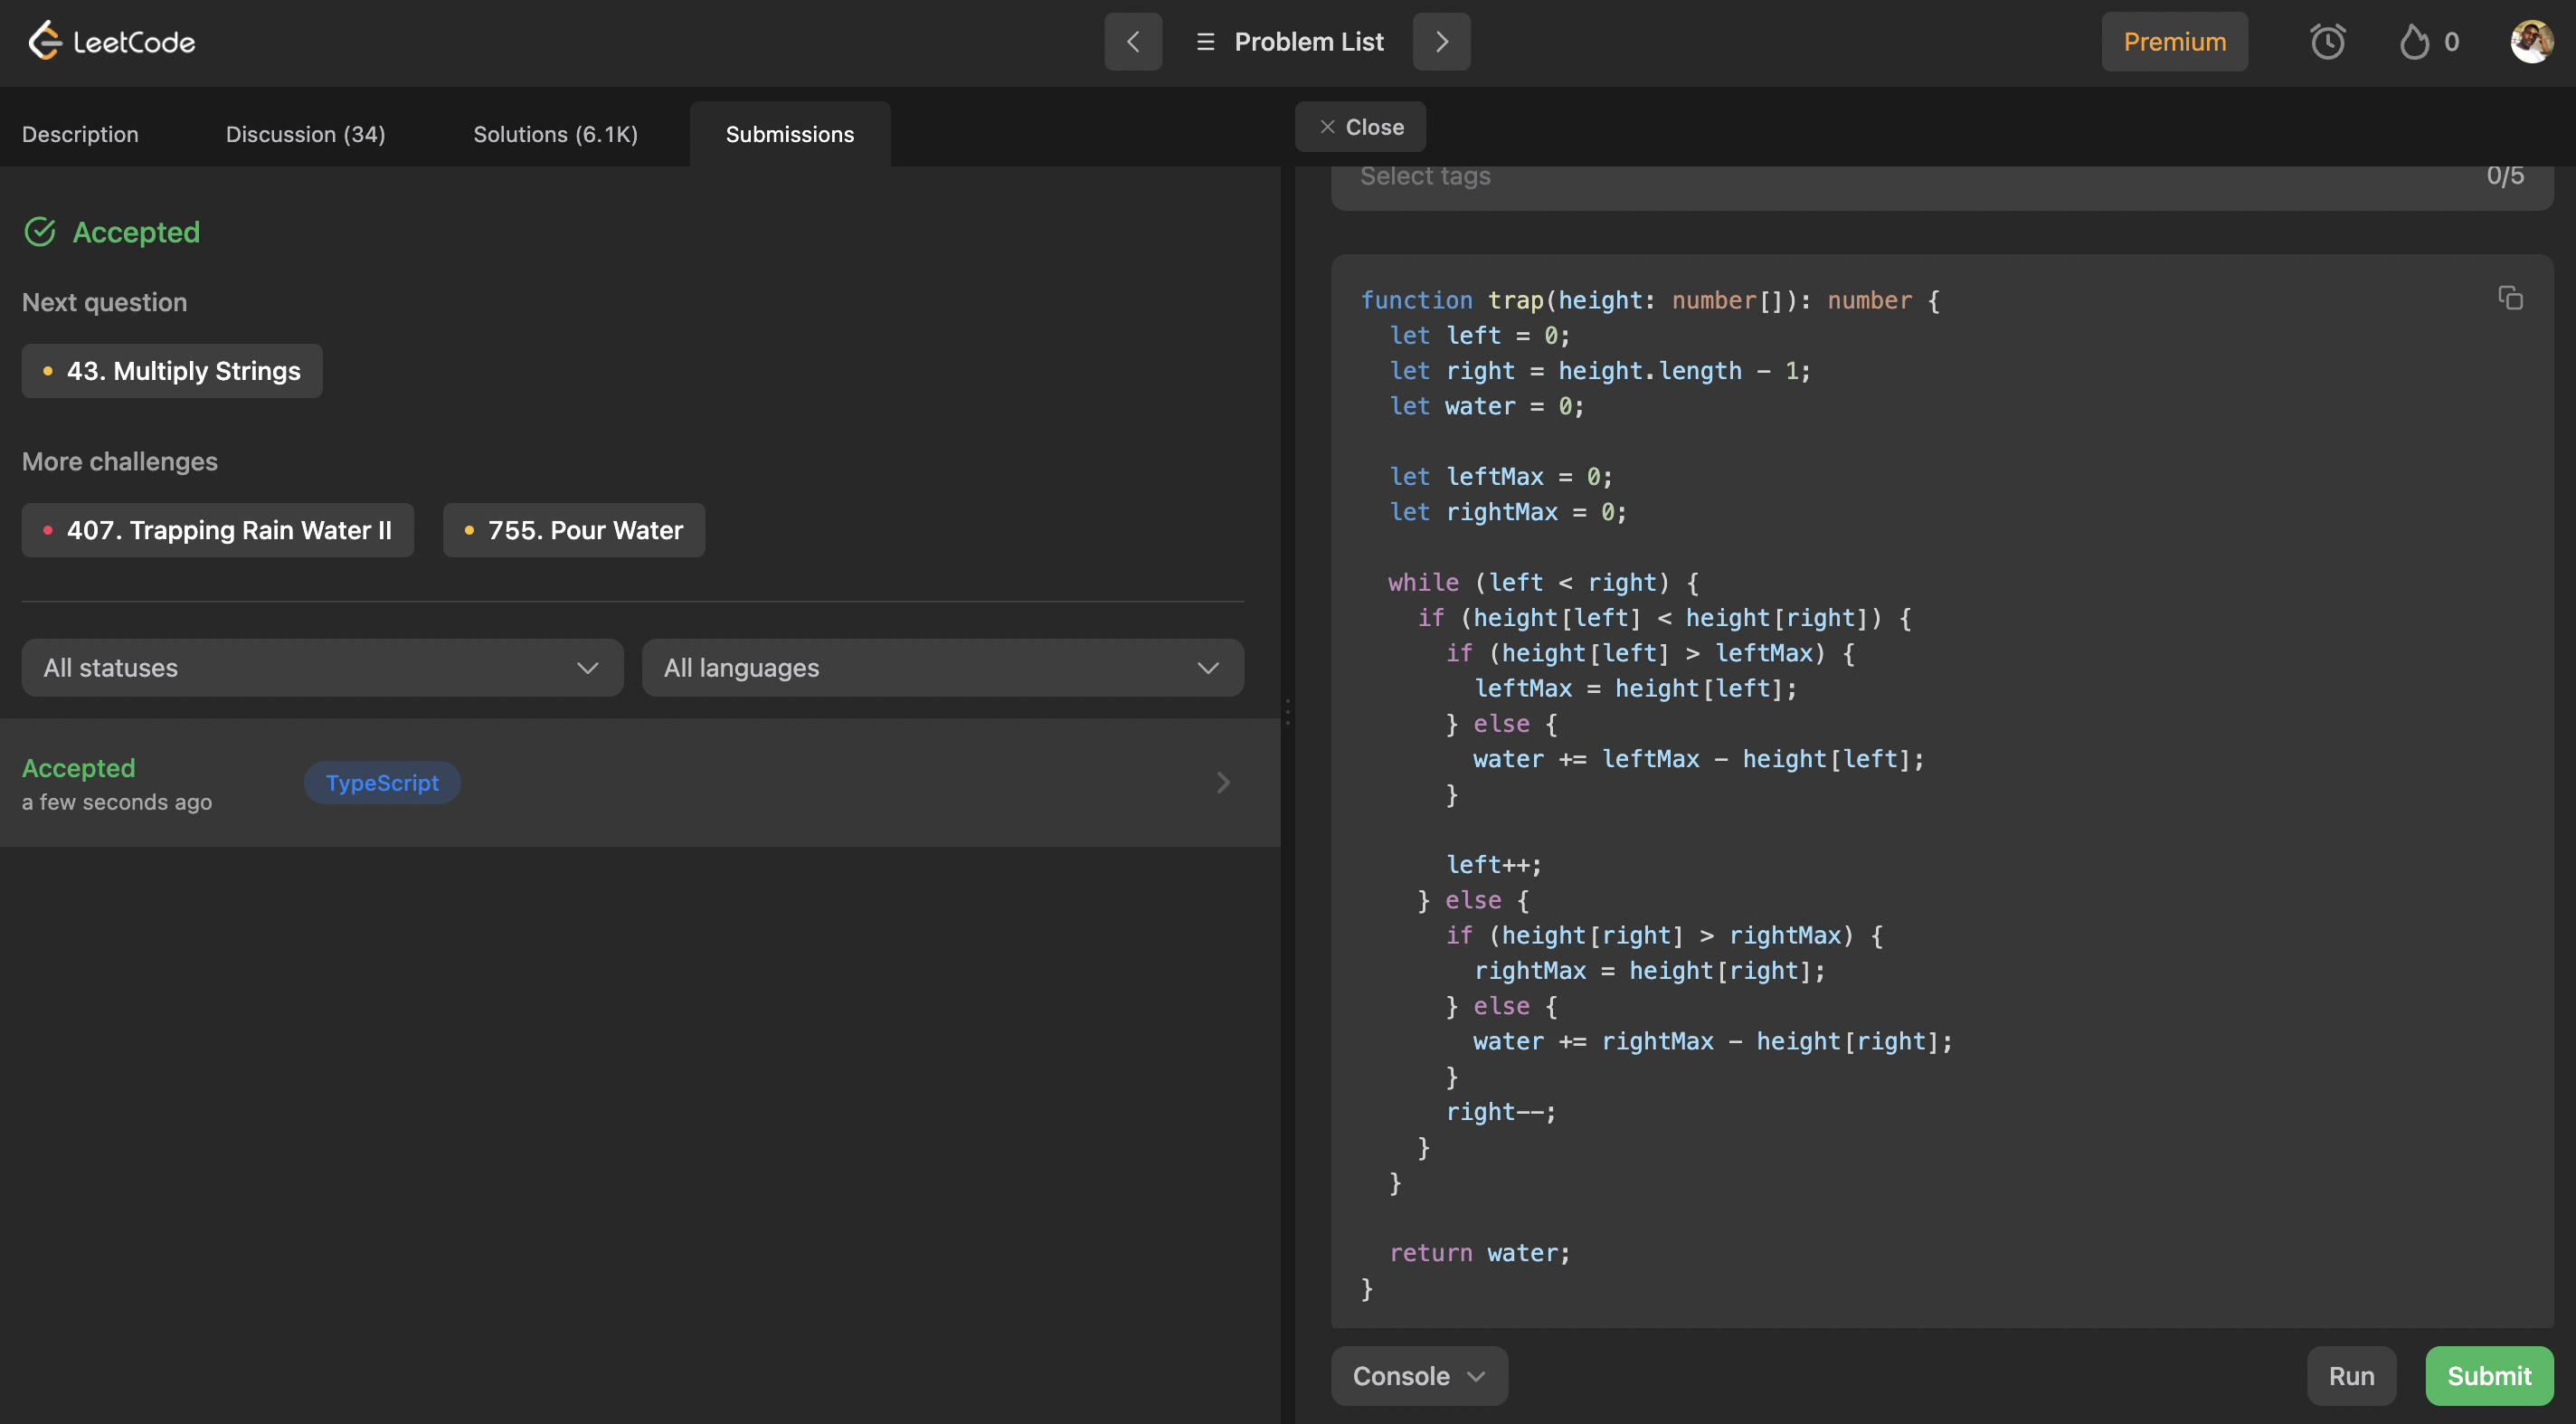 LeetCode
Problem List
Premium
0
Description
Discussion (34)
Solutions (6.1K)
Submissions
Close
Accepted
Next question
43. Multiply Strings
More challenges
407. Trapping Rain Water II
755. Pour Water
All statuses
All languages
Accepted
a few seconds ago
TypeScript
Select tags
0/5
function trap(height: number[]): number {
  let left = 0;
  let right = height.length - 1;
  let water = 0;

  let leftMax = 0;
  let rightMax = 0;

  while (left < right) {
    if (height[left] < height[right]) {
      if (height[left] > leftMax) {
        leftMax = height[left];
      } else {
        water += leftMax - height[left];
      }

      left++;
    } else {
      if (height[right] > rightMax) {
        rightMax = height[right];
      } else {
        water += rightMax - height[right];
      }
      right--;
    }
  }

  return water;
}
Console
Run
Submit